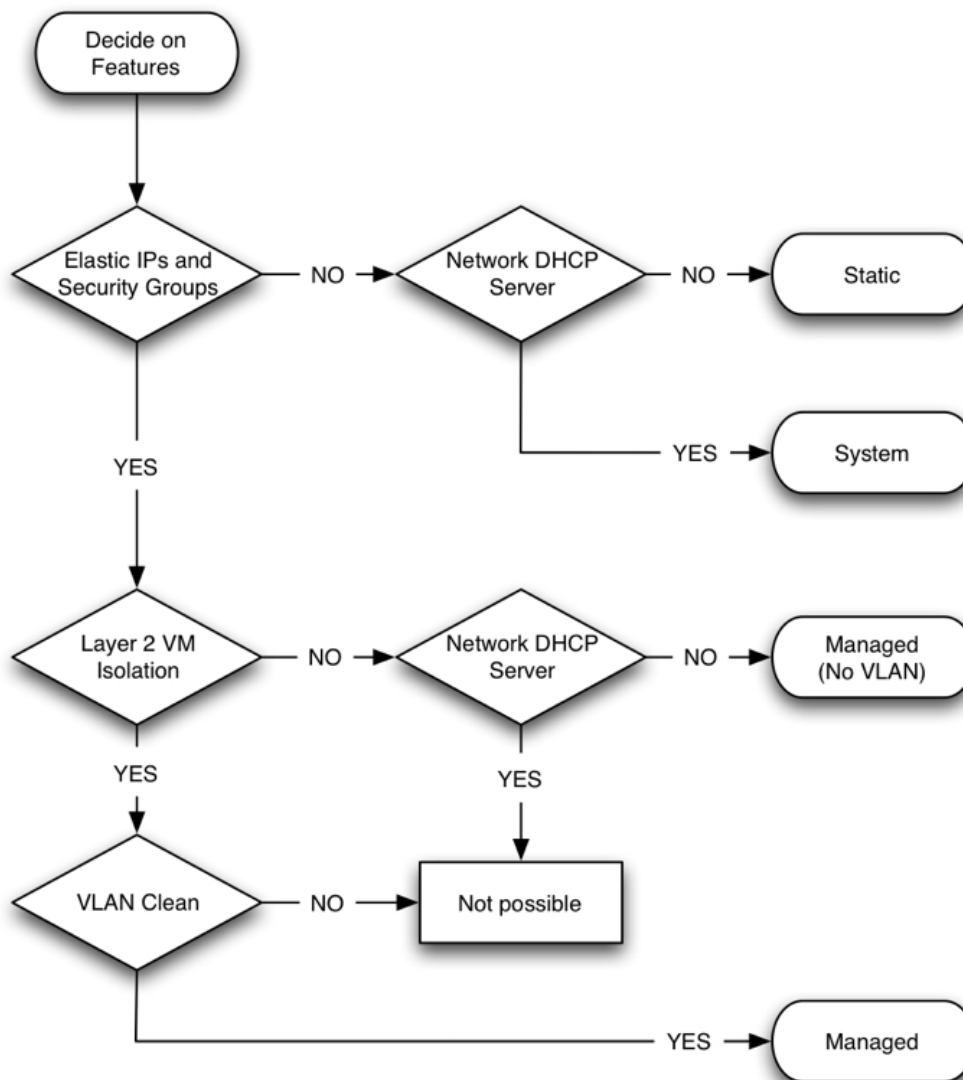 Decide on
Features
Elastic IPs and
Security Groups
NO
Network DHCP
Server
NO
Static
YES
System
YES
Layer 2 VM
Isolation
NO
Network DHCP
Server
NO
Managed
(No VLAN)
YES
YES
VLAN Clean
NO
Not possible
YES
Managed